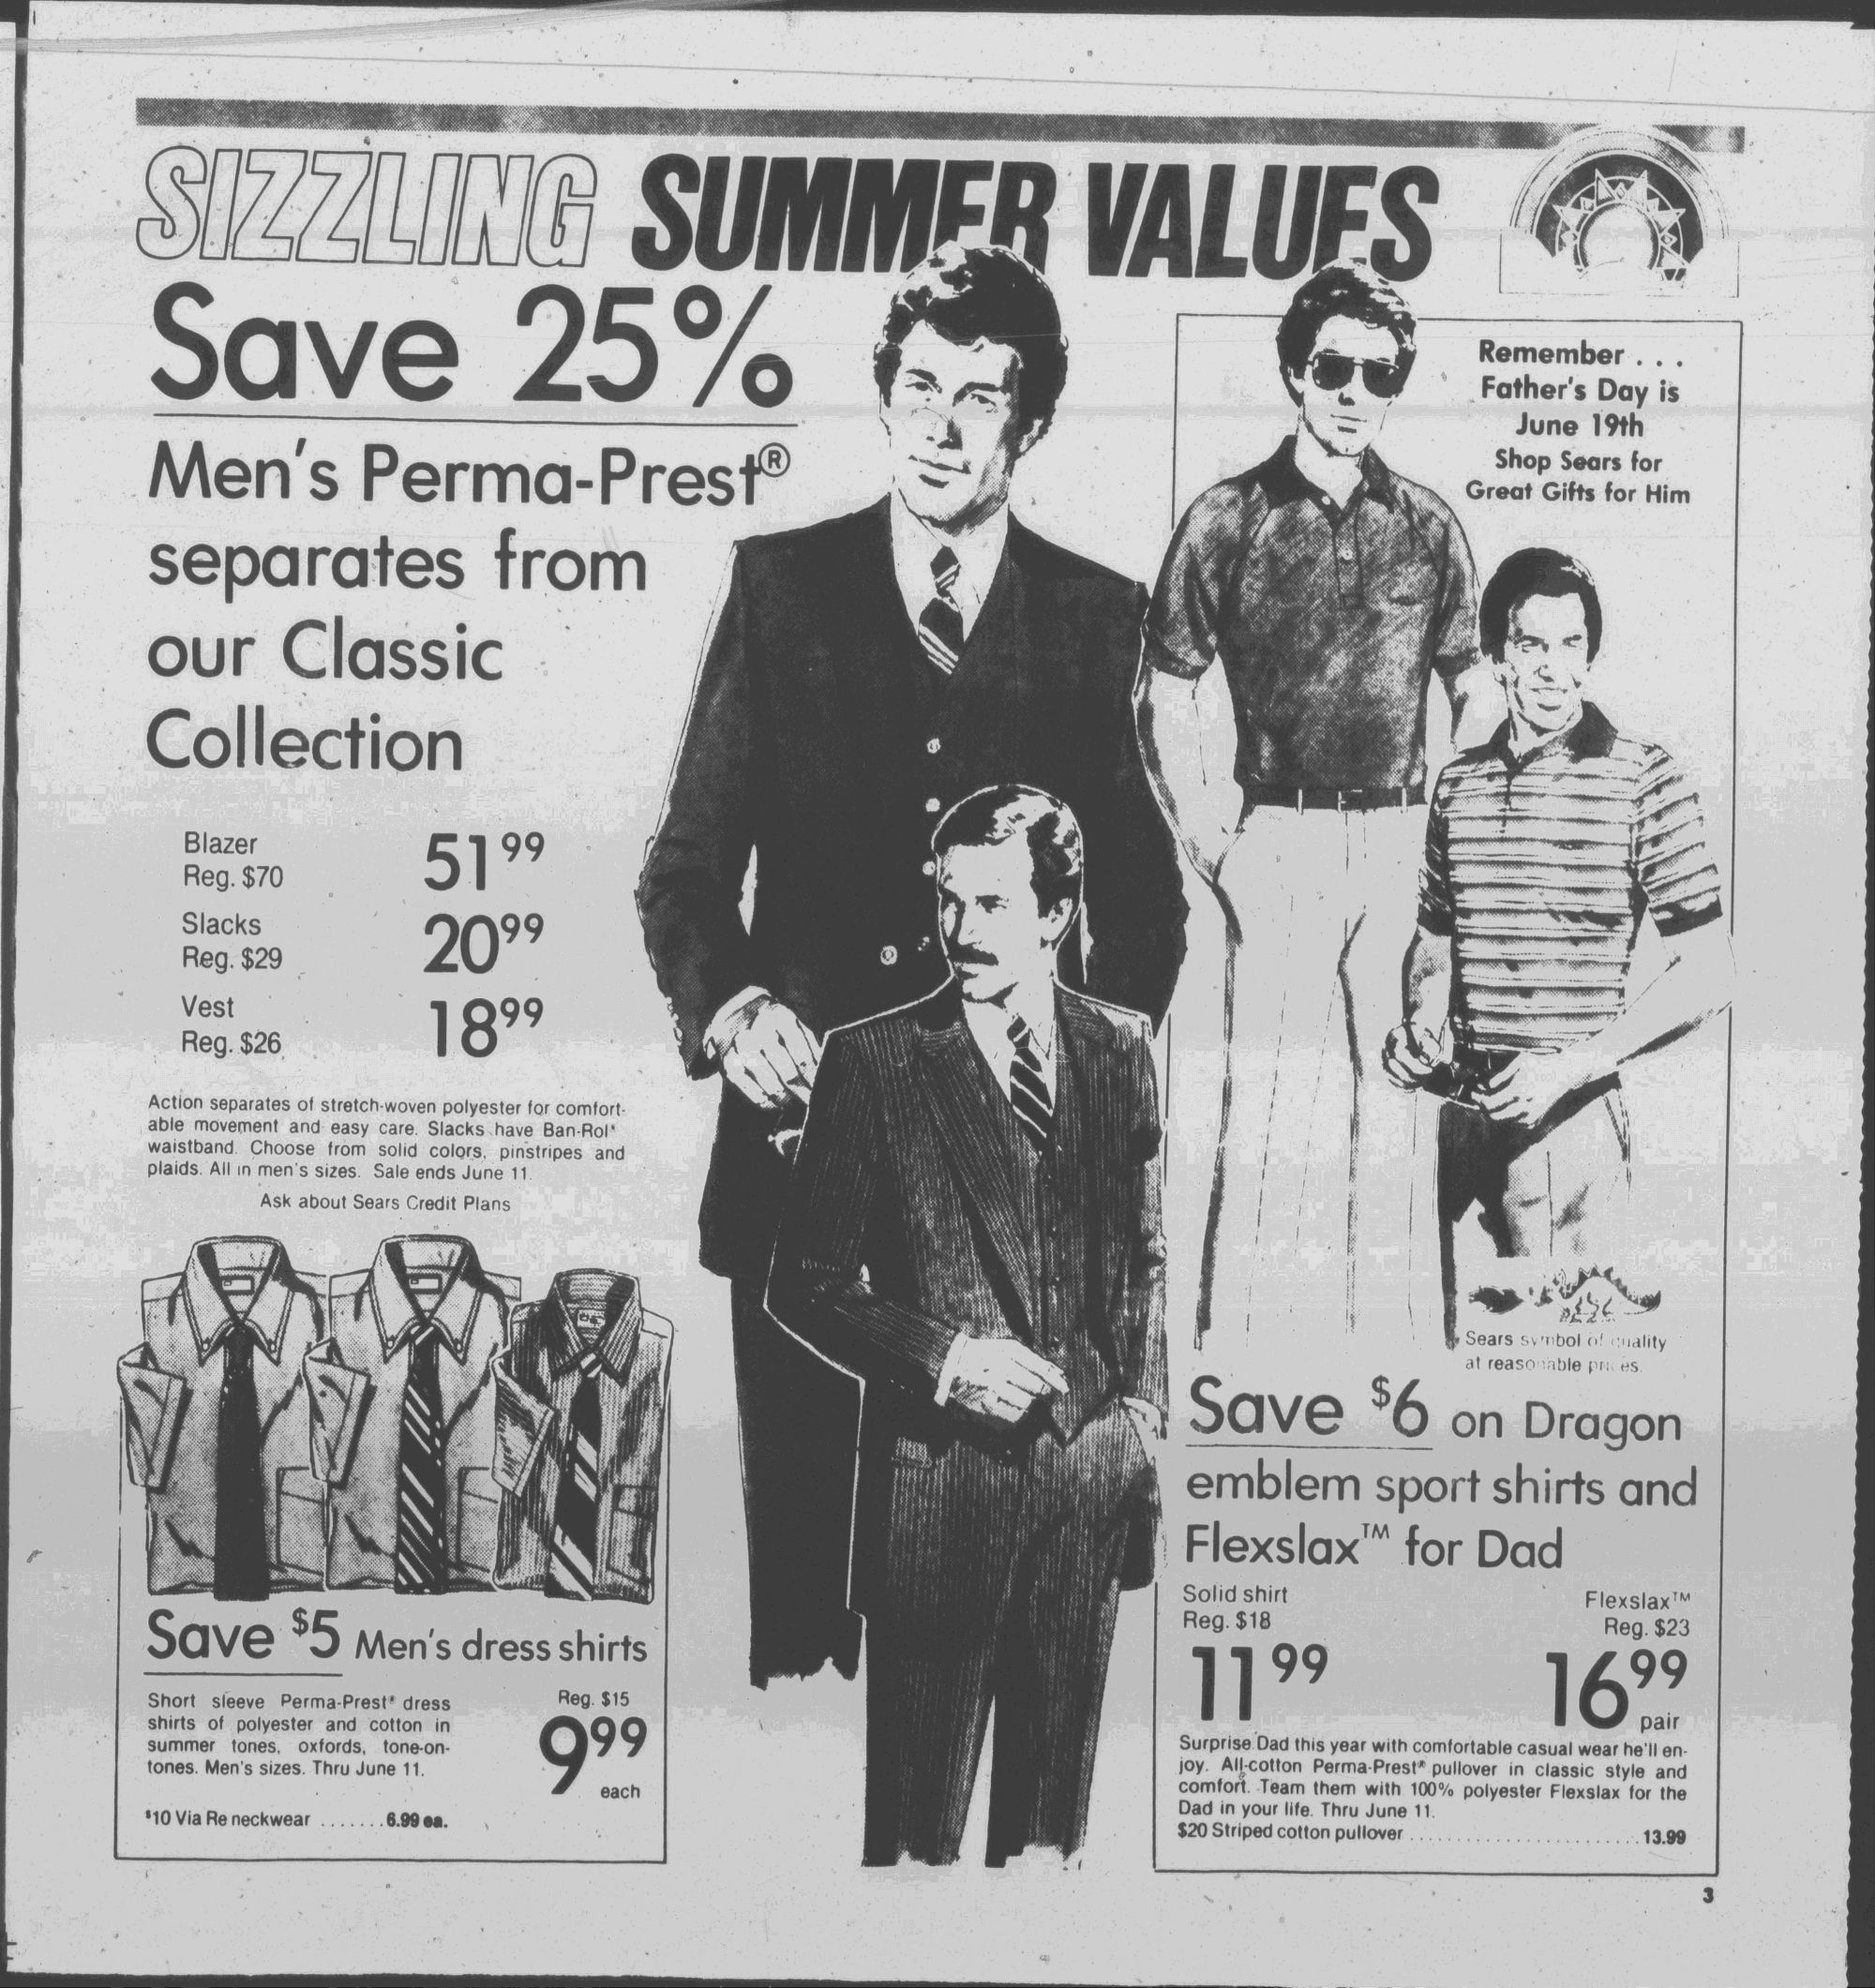 SIZZLING SUMMER VALUES
Save 25%
Men's Perma-Prest®
separates from
our Classic
Collection
Blazer
Reg. $70
51⁹⁹
Slacks
Reg. $29
20⁹⁹
Vest
Reg. $26
18⁹⁹
Action separates of stretch-woven polyester for comfort-
able movement and easy care. Slacks have Ban-Rol*
waistband. Choose from solid colors, pinstripes and
plaids. All in men's sizes. Sale ends June 11.
Ask about Sears Credit Plans
Save $5 Men's dress shirts
Short sleeve Perma-Prest* dress
shirts of polyester and cotton in
summer tones, oxfords, tone-on-
tones. Men's sizes. Thru June 11.
Reg. $15
9⁹⁹
each
$10 Via Re neckwear .......6.99 ea.
Remember . . .
Father's Day is
June 19th
Shop Sears for
Great Gifts for Him
Sears symbol of quality
at reasonable prices.
Save $6 on Dragon
emblem sport shirts and
Flexslax™ for Dad
Solid shirt
Reg. $18
11⁹⁹
Flexslax™
Reg. $23
16⁹⁹
pair
Surprise Dad this year with comfortable casual wear he'll en-
joy. All-cotton Perma-Prest* pullover in classic style and
comfort. Team them with 100% polyester Flexslax for the
Dad in your life. Thru June 11.
$20 Striped cotton pullover ........................13.99
3